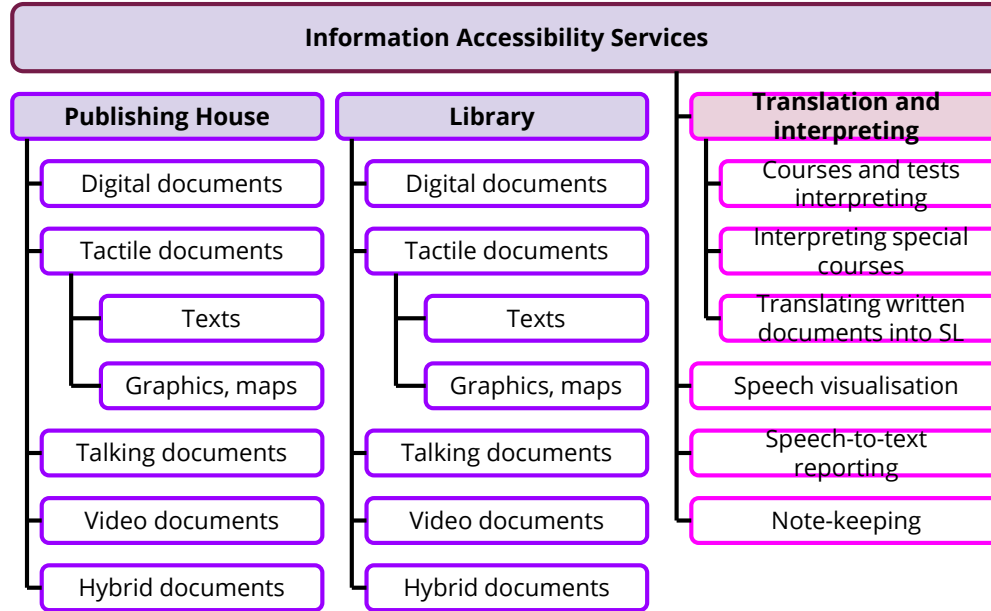 Information Accessibility Services
Publishing House
Digital documents
Tactile documents
Texts
Graphics, maps
Talking documents
Video documents
Hybrid documents
Library
Digital documents
Tactile documents
Texts
Graphics, maps
Talking documents
Video documents
Hybrid documents
Translation and
interpreting
Courses and tests
interpreting
Interpreting special
courses
Translating written
documents into SL
Speech visualisation
Speech-to-text
reporting
Note-keeping